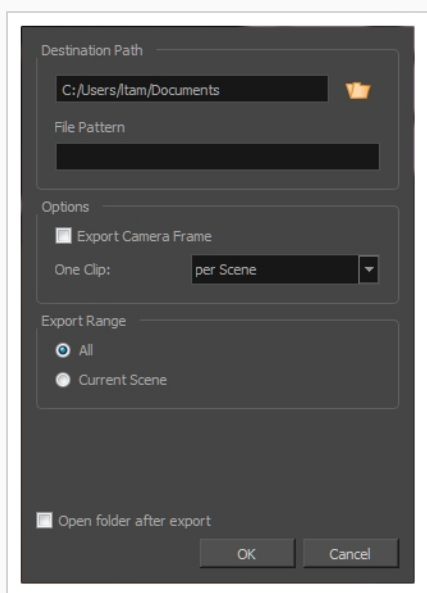 Destination Path
C:/Users/ltam/Documents
File Pattern
Options
Export Camera Frame
One Clip: per Scene
Export Range
All
Current Scene
Open folder after export
OK Cancel